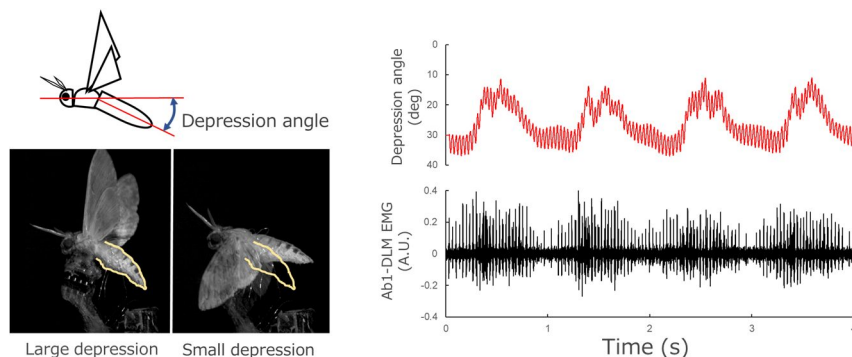 Depression angle
Large depression
Small depression
Depression angle
(deg)
0
10
20
30
40
Ab1-DLM EMG
(A.U.)
0.4
0.2
0
-0.2
-0.4
0
1
2
3
4
Time (s)